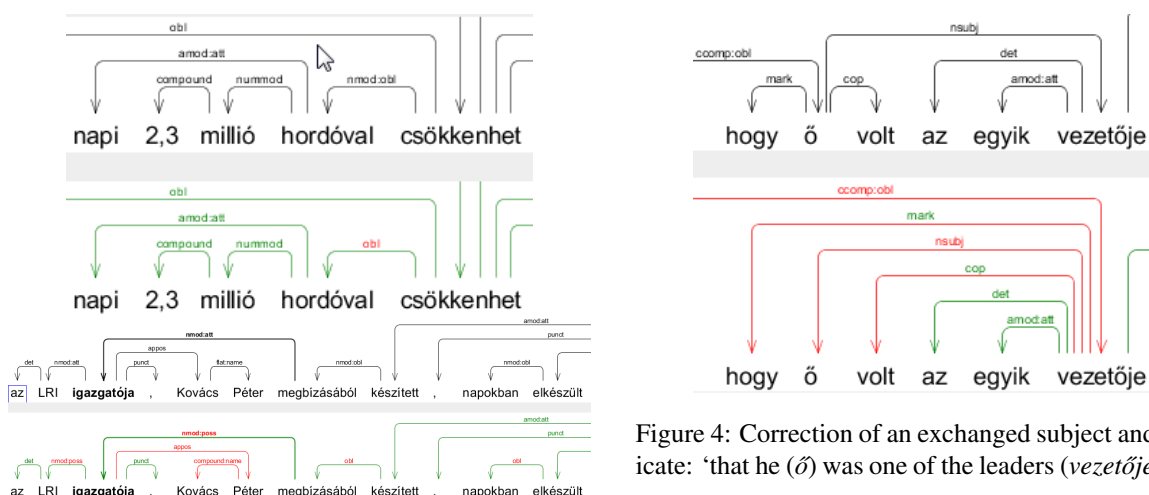 obl
amod:att
compound nummod nmod:obl
napi 2,3 millió hordóval csökkenhet
obl
amod:att
compound nummod obl
napi 2,3 millió hordóval csökkenhet
amod:att
nmod:att punct
appos
det nmod:att punct flat:name nmod:obl nmod:obl
az LRI igazgatója , Kovács Péter megbízásából készített , napokban elkészült
amod:att
nmod:poss punct
appos
det nmod:poss punct compound:name obl obl
az LRI igazgatója , Kovács Péter megbízásából készített , napokban elkészült
nsubj
ccomp:obl det
mark cop amod:att
hogy ő volt az egyik vezetője
ccomp:obl
mark
nsubj
cop
det
amod:att
hogy ő volt az egyik vezetője
Figure 4: Correction of an exchanged subject and
icate: ‘that he (ő) was one of the leaders (vezetője